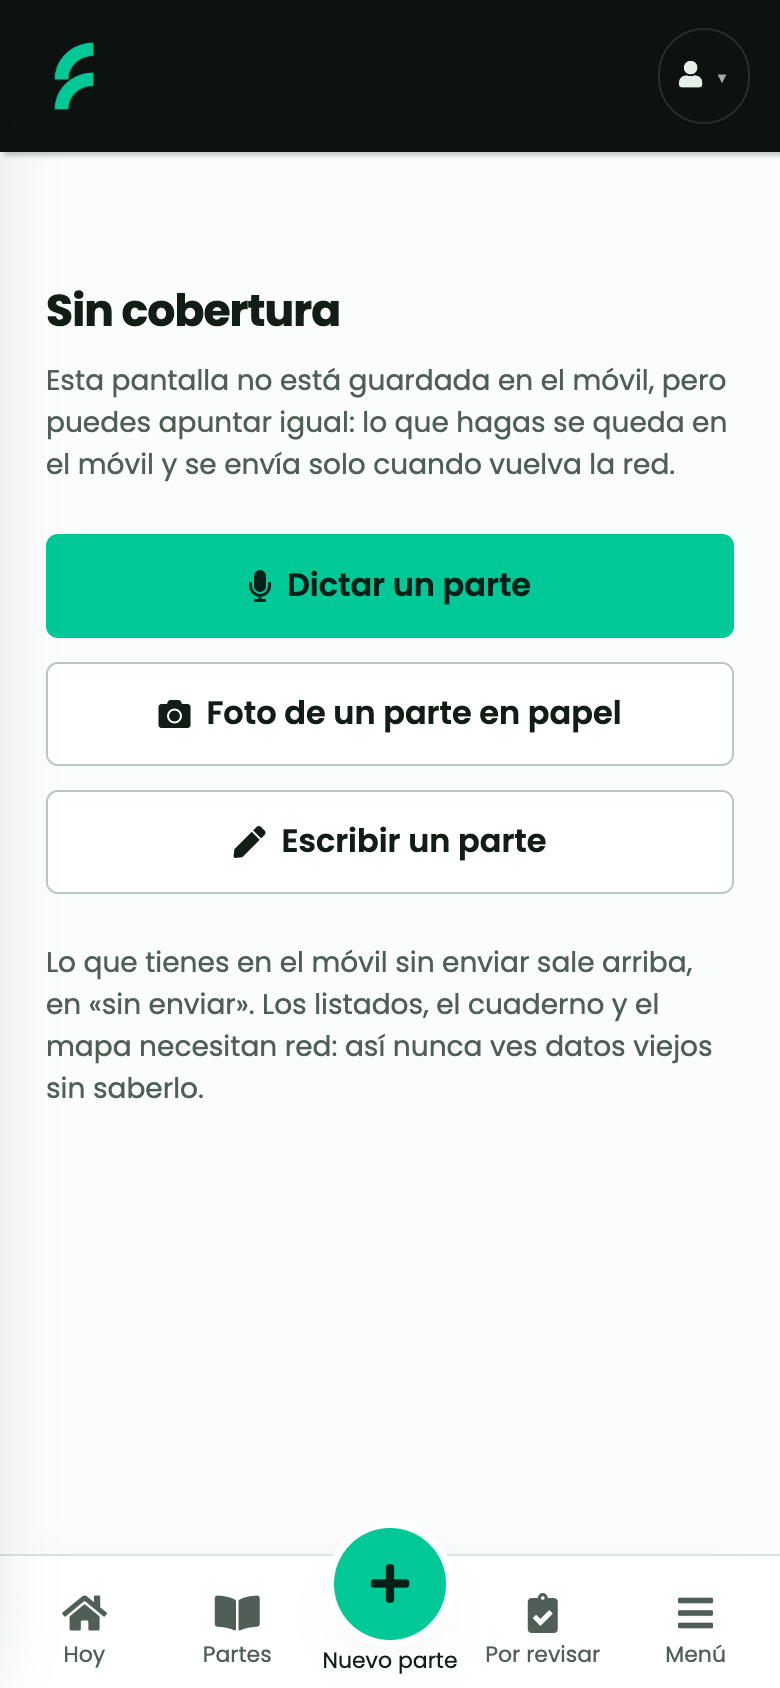 Sin cobertura
Esta pantalla no está guardada en el móvil, pero
puedes apuntar igual: lo que hagas se queda en
el móvil y se envía solo cuando vuelva la red.
Dictar un parte
Foto de un parte en papel
Escribir un parte
Lo que tienes en el móvil sin enviar sale arriba,
en «sin enviar». Los listados, el cuaderno y el
mapa necesitan red: así nunca ves datos viejos
sin saberlo.
Hoy
Partes
Nuevo parte
Por revisar
Menú